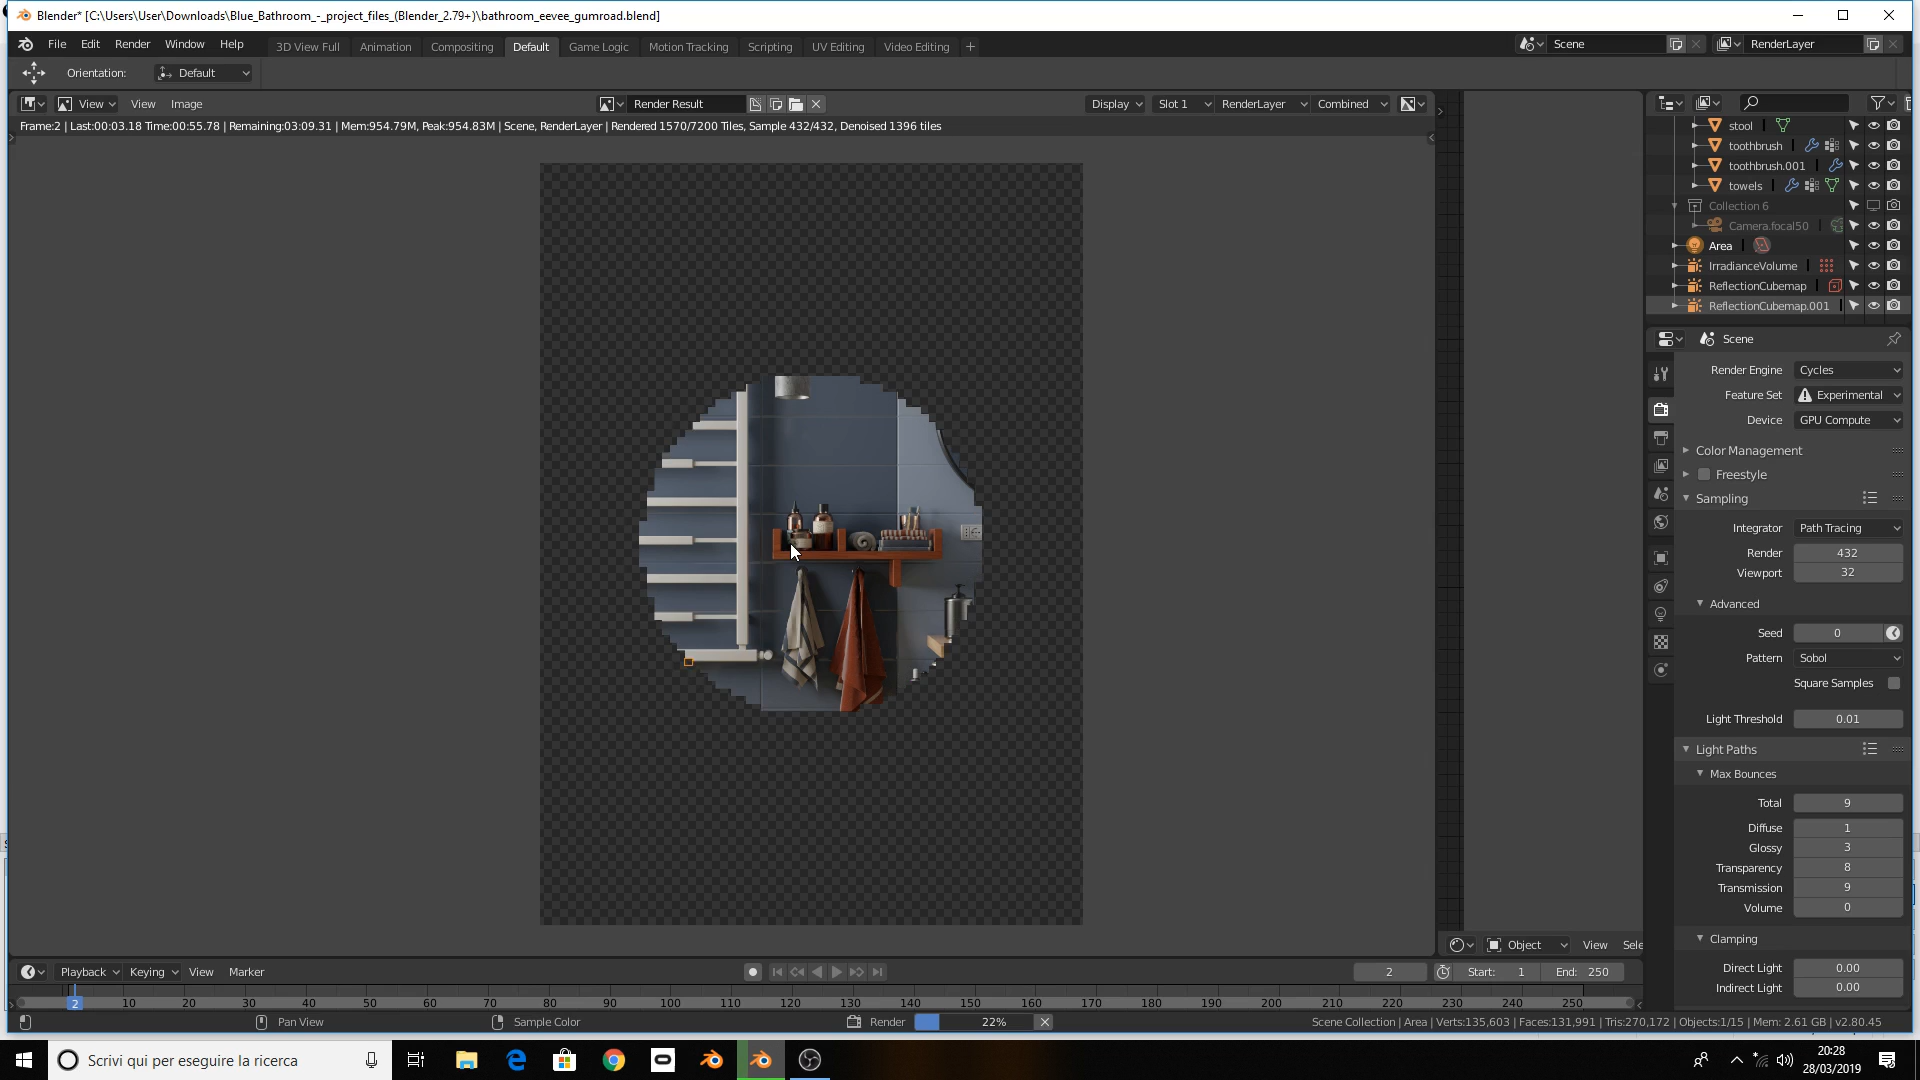 Blender* [C:\Users\User\Downloads\Blue_Bathroom_-_project_files_(Blender_2.79+)\bathroom_eevee_gumroad.blend]
File Edit Render Window Help 3D View Full Animation Compositing Default Game Logic Motion Tracking Scripting UV Editing Video Editing + Scene RenderLayer
Orientation: Default
View View Image Render Result Display Slot 1 RenderLayer Combined
Frame:2 | Last:00:03.18 Time:00:55.78 | Remaining:03:09.31 | Mem:954.79M, Peak:954.83M | Scene, RenderLayer | Rendered 1570/7200 Tiles, Sample 432/432, Denoised 1396 tiles
stool
toothbrush
toothbrush.001
towels
Collection 6
Camera.focal50
Area
IrradianceVolume
ReflectionCubemap
ReflectionCubemap.001
Scene
Render Engine Cycles
Feature Set Experimental
Device GPU Compute
Color Management
Freestyle
Sampling
Integrator Path Tracing
Render 432
Viewport 32
Advanced
Seed 0
Pattern Sobol
Square Samples
Light Threshold 0.01
Light Paths
Max Bounces
Total 9
Diffuse 1
Glossy 3
Transparency 8
Transmission 9
Volume 0
Clamping
Direct Light 0.00
Indirect Light 0.00
Object View Sele
Playback Keying View Marker 2 Start: 1 End: 250
2 10 20 30 40 50 60 70 80 90 100 110 120 130 140 150 160 170 180 190 200 210 220 230 240 250
Pan View Sample Color Render 22% Scene Collection | Area | Verts:135,603 | Faces:131,991 | Tris:270,172 | Objects:1/15 | Mem: 2.61 GB | v2.80.45
Scrivi qui per eseguire la ricerca
20:28
28/03/2019